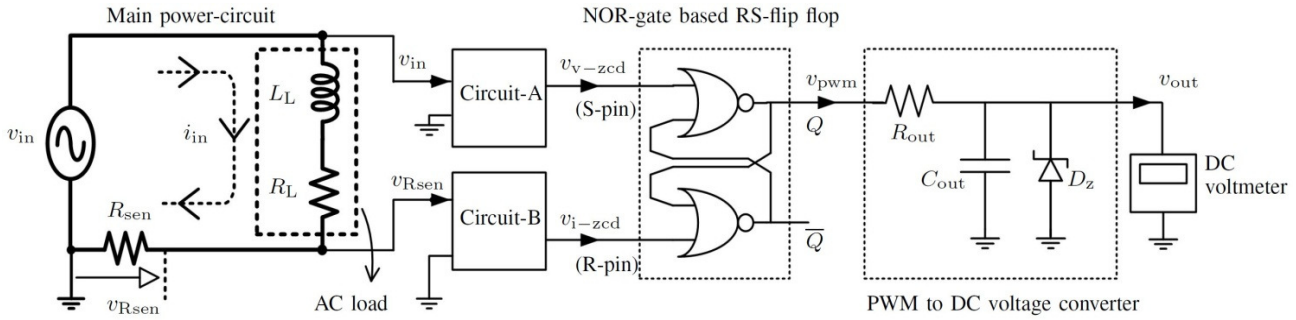 Main power-circuit
NOR-gate based RS-flip flop
v_in
i_in
L_L
R_L
R_sen
v_Rsen
AC load
v_in
Circuit-A
v_v−zcd
(S-pin)
v_Rsen
Circuit-B
v_i−zcd
(R-pin)
v_pwm
Q
Q̅
R_out
C_out
D_z
v_out
DC
voltmeter
PWM to DC voltage converter